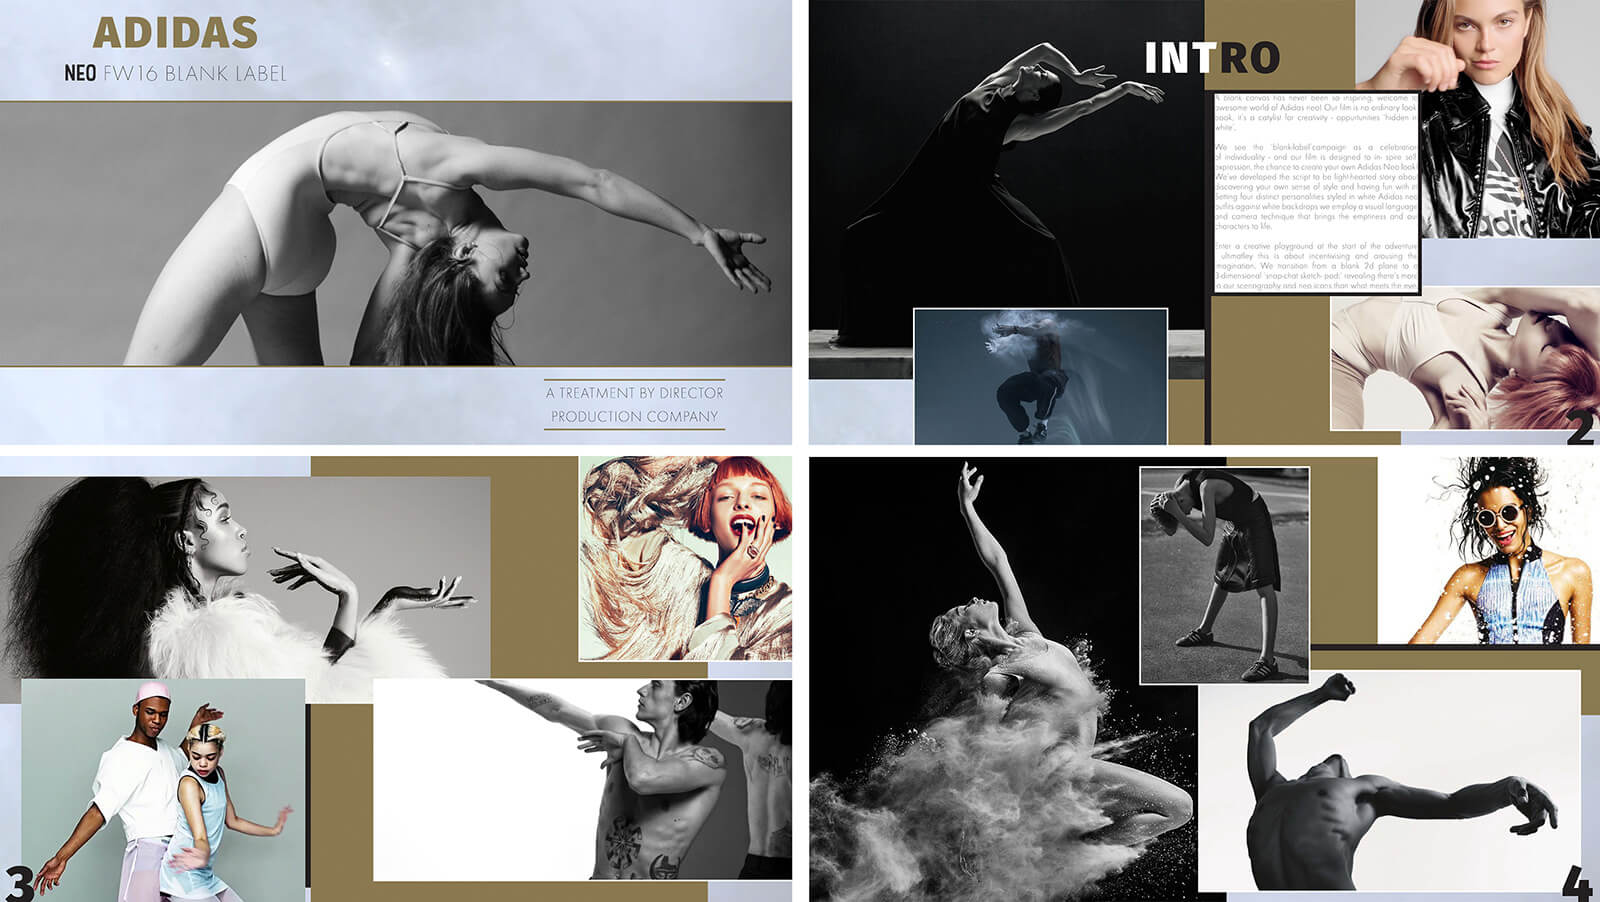 ADIDAS
NEO FW16 BLANK LABEL
A TREATMENT BY DIRECTOR
PRODUCTION COMPANY
INTRO
A blank canvas has never been so inspiring, welcome to
awesome world of Adidas neo! Our film is no ordinary look
book, it's a catylist for creativity - oppurtunities 'hidden in
white',
We see the 'blank-label'campaign as a celebration
of individuality - and our film is designed to in- spire self
expression, the chance to create your own Adidas Neo look.
We've developed the script to be light-hearted story about
discovering your own sense of style and having fun with it!
Setting four distinct personalities styled in white Adidas neo
outfits against white backdrops we employ a visual language
and camera technique that brings the emptiness and our
characters to life.
Enter a creative playground at the start of the adventure
ultimatley this is about incentivising and arousing the
imagination. We transition from a blank 2d plane to a
3-dimensional 'snap-chat sketch- pad,' revealing there's more
to our scenography and neo icons than what meets the eye.
adidas
2
3
4